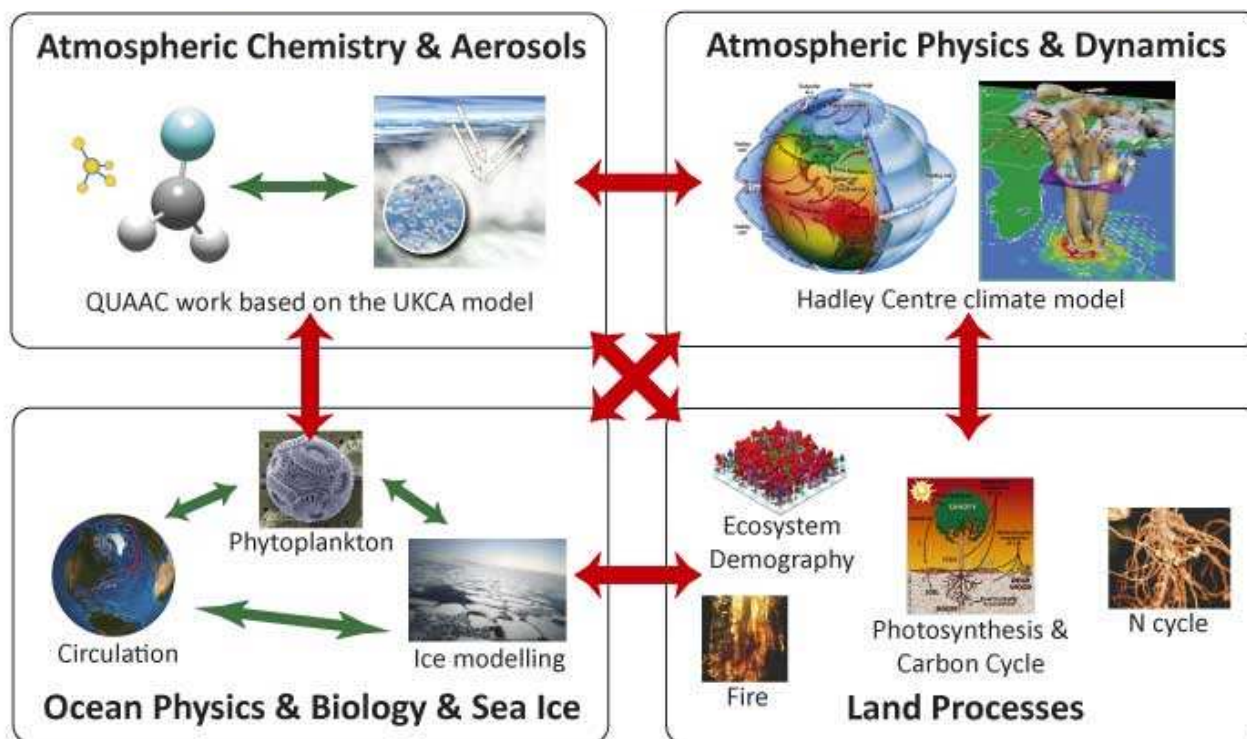 Atmospheric Chemistry & Aerosols
QUAAC work based on the UKCA model
Atmospheric Physics & Dynamics
Hadley Centre climate model
Phytoplankton
Circulation
Ice modelling
Ocean Physics & Biology & Sea Ice
Ecosystem
Demography
Fire
Photosynthesis &
Carbon Cycle
N cycle
Land Processes